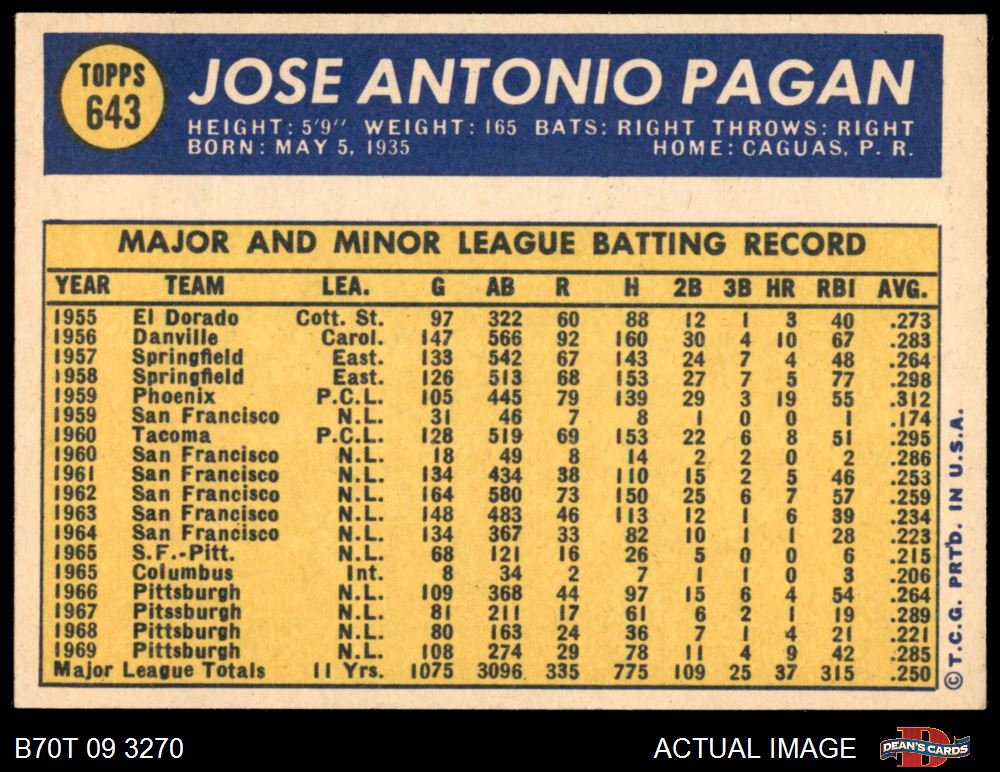 TOPPS
643
JOSE ANTONIO PAGAN
HEIGHT: 5'9" WEIGHT: 165 BATS: RIGHT THROWS: RIGHT
BORN: MAY 5, 1935 HOME: CAGUAS, P. R.
MAJOR AND MINOR LEAGUE BATTING RECORD
YEAR TEAM LEA. G AB R H 2B 3B HR RBI AVG.
1955 El Dorado Cott. St. 97 322 60 88 12 1 3 40 .273
1956 Danville Carol. 147 566 92 160 30 4 10 67 .283
1957 Springfield East. 133 542 67 143 24 7 4 48 .264
1958 Springfield East. 126 513 68 153 27 7 5 77 .298
1959 Phoenix P.C.L. 105 445 79 139 29 3 19 55 .312
1959 San Francisco N.L. 31 46 7 8 1 0 0 1 .174
1960 Tacoma P.C.L. 128 519 69 153 22 6 8 51 .295
1960 San Francisco N.L. 18 49 8 14 2 2 0 2 .286
1961 San Francisco N.L. 134 434 38 110 15 2 5 46 .253
1962 San Francisco N.L. 164 580 73 150 25 6 7 57 .259
1963 San Francisco N.L. 148 483 46 113 12 1 6 39 .234
1964 San Francisco N.L. 134 367 33 82 10 1 1 28 .223
1965 S.F.-Pitt. N.L. 68 121 16 26 5 0 0 6 .215
1965 Columbus Int. 8 34 2 7 1 1 0 3 .206
1966 Pittsburgh N.L. 109 368 44 97 15 6 4 54 .264
1967 Pitssburgh N.L. 81 211 17 61 6 2 1 19 .289
1968 Pittsburgh N.L. 80 163 24 36 7 1 4 21 .221
1969 Pittsburgh N.L. 108 274 29 78 11 4 9 42 .285
Major League Totals 11 Yrs. 1075 3096 335 775 109 25 37 315 .250
© T.C.G. PRTD. IN U.S.A.
B70T 09 3270 ACTUAL IMAGE DEAN'S CARDS